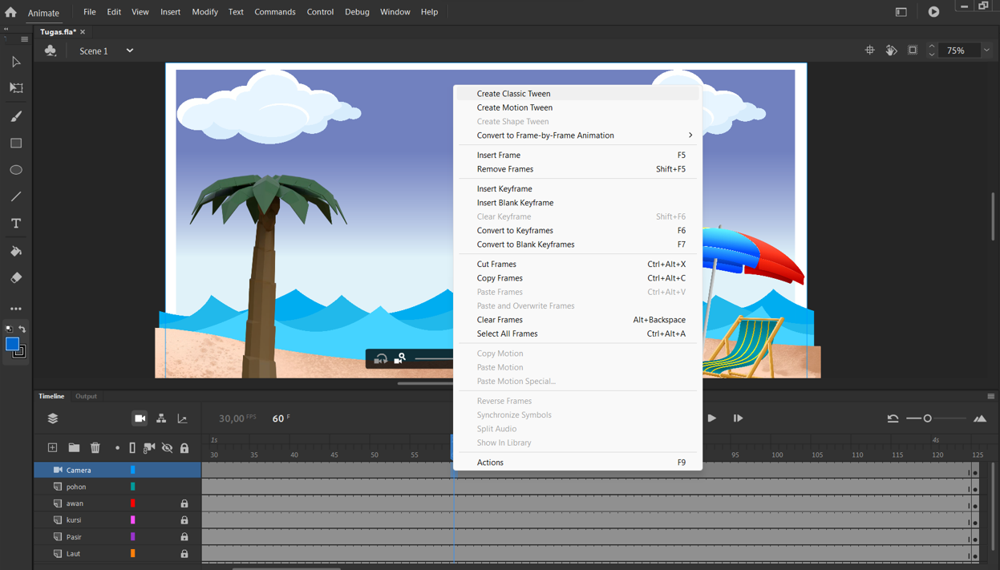 Animate File Edit View Insert Modify Text Commands Control Debug Window Help
Tugas.fla*
Scene 1 75%
Create Classic Tween
Create Motion Tween
Create Shape Tween
Convert to Frame-by-Frame Animation
Insert Frame F5
Remove Frames Shift+F5
Insert Keyframe
Insert Blank Keyframe
Clear Keyframe Shift+F6
Convert to Keyframes F6
Convert to Blank Keyframes F7
Cut Frames Ctrl+Alt+X
Copy Frames Ctrl+Alt+C
Paste Frames Ctrl+Alt+V
Paste and Overwrite Frames
Clear Frames Alt+Backspace
Select All Frames Ctrl+Alt+A
Copy Motion
Paste Motion
Paste Motion Special...
Reverse Frames
Synchronize Symbols
Split Audio
Show In Library
Actions F9
Timeline Output
30,00 FPS 60 F
1s 4s
30 35 40 45 50 55 95 100 105 110 115 120 125
Camera
pohon
awan
kursi
Pasir
Laut